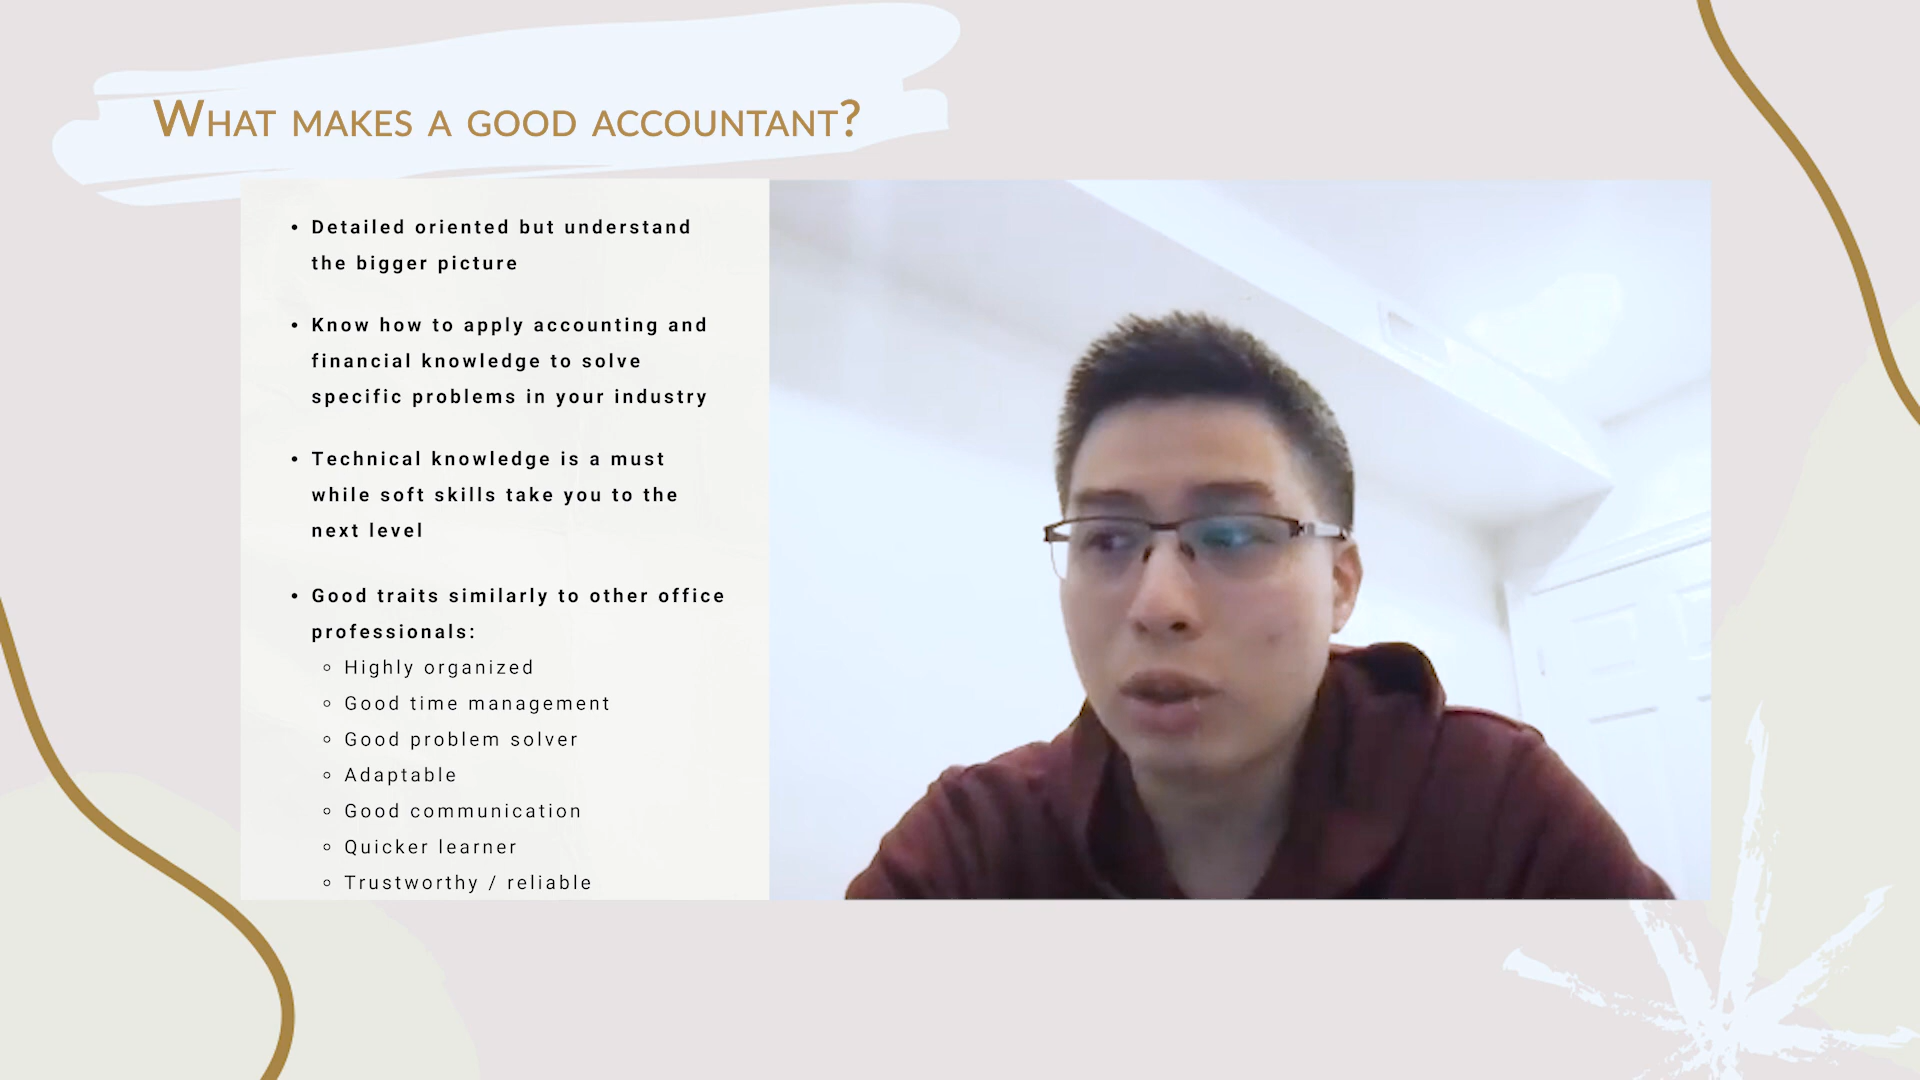 What makes a good accountant?
• Detailed oriented but understand
the bigger picture
• Know how to apply accounting and
financial knowledge to solve
specific problems in your industry
• Technical knowledge is a must
while soft skills take you to the
next level
• Good traits similarly to other office
professionals:
◦ Highly organized
◦ Good time management
◦ Good problem solver
◦ Adaptable
◦ Good communication
◦ Quicker learner
◦ Trustworthy / reliable